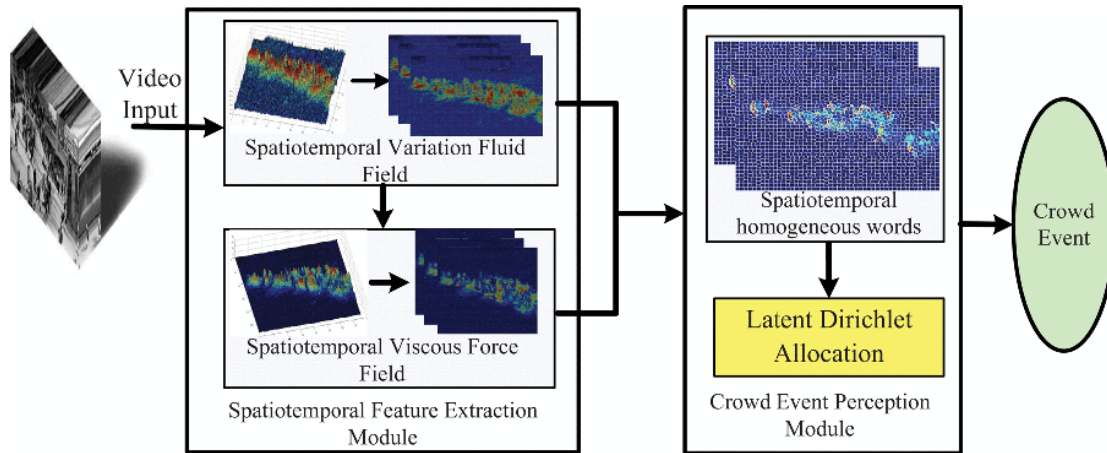 Video
Input
Spatiotemporal Variation Fluid
Field
Spatiotemporal Viscous Force
Field
Spatiotemporal Feature Extraction
Module
Spatiotemporal
homogeneous words
Latent Dirichlet
Allocation
Crowd Event Perception
Module
Crowd
Event